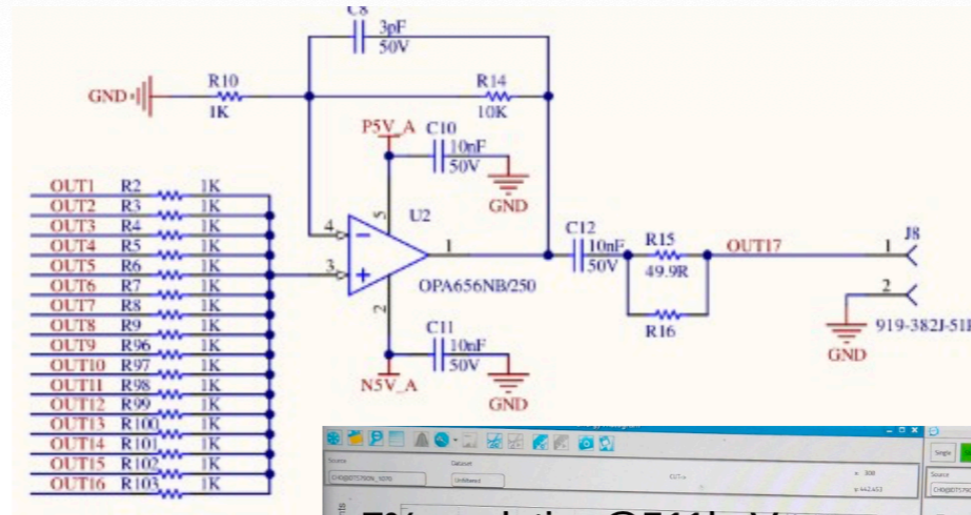 C8
3pF
50V
R10
R14
GND
1K
10K
P5V_A C10
10nF
50V
OUT1 R2 1K
OUT2 R3 1K
OUT3 R4 1K
OUT4 R5 1K
OUT5 R6 1K
OUT6 R7 1K
OUT7 R8 1K
OUT8 R9 1K
OUT9 R96 1K
OUT10 R97 1K
OUT11 R98 1K
OUT12 R99 1K
OUT13 R100 1K
OUT14 R101 1K
OUT15 R102 1K
OUT16 R103 1K
5
U2
GND
4
3
1
2
OPA656NB/250
C12
10nF
50V
R15
49.9R
OUT17
R16
1
J8
2
GND
C11
10nF
50V
N5V_A
GND
Source
Dataset
Unfiltered
Single
Source